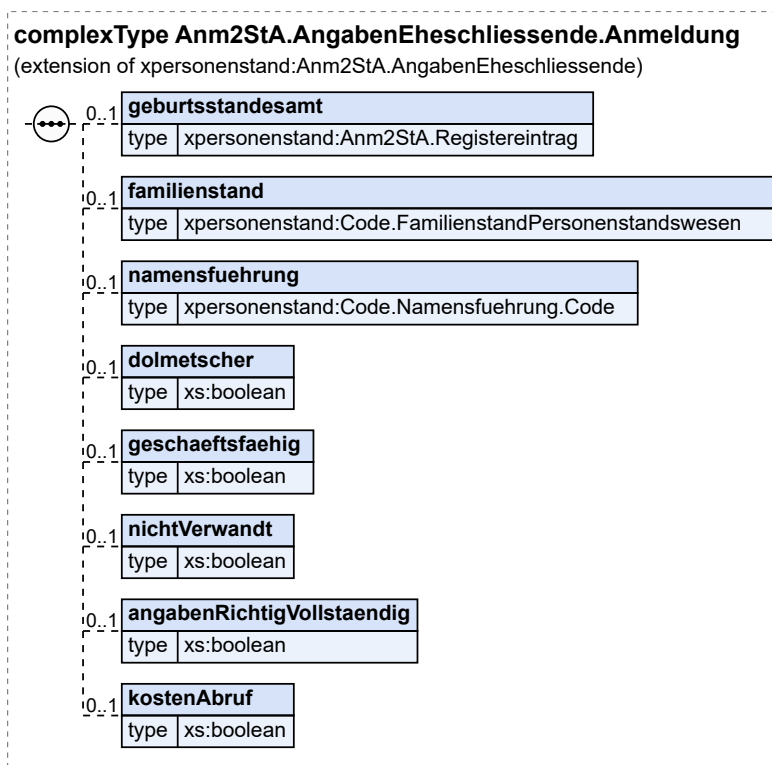 complexType Anm2StA.AngabenEheschliessende.Anmeldung
(extension of xpersonenstand:Anm2StA.AngabenEheschliessende)
0..1 geburtsstandesamt
type xpersonenstand:Anm2StA.Registereintrag
0..1 familienstand
type xpersonenstand:Code.FamilienstandPersonenstandswesen
0..1 namensfuehrung
type xpersonenstand:Code.Namensfuehrung.Code
0..1 dolmetscher
type xs:boolean
0..1 geschaeftsfaehig
type xs:boolean
0..1 nichtVerwandt
type xs:boolean
0..1 angabenRichtigVollstaendig
type xs:boolean
0..1 kostenAbruf
type xs:boolean